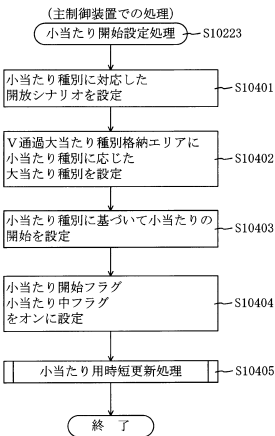 (主制御装置での処理)
小当たり開始設定処理
S10223
小当たり種別に対応した
開放シナリオを設定
S10401
V通過大当たり種別格納エリアに
小当たり種別に応じた
大当たり種別を設定
S10402
小当たり種別に基づいて小当たりの
開始を設定
S10403
小当たり開始フラグ
小当たり中フラグ
をオンに設定
S10404
小当たり用時短更新処理
S10405
終 了